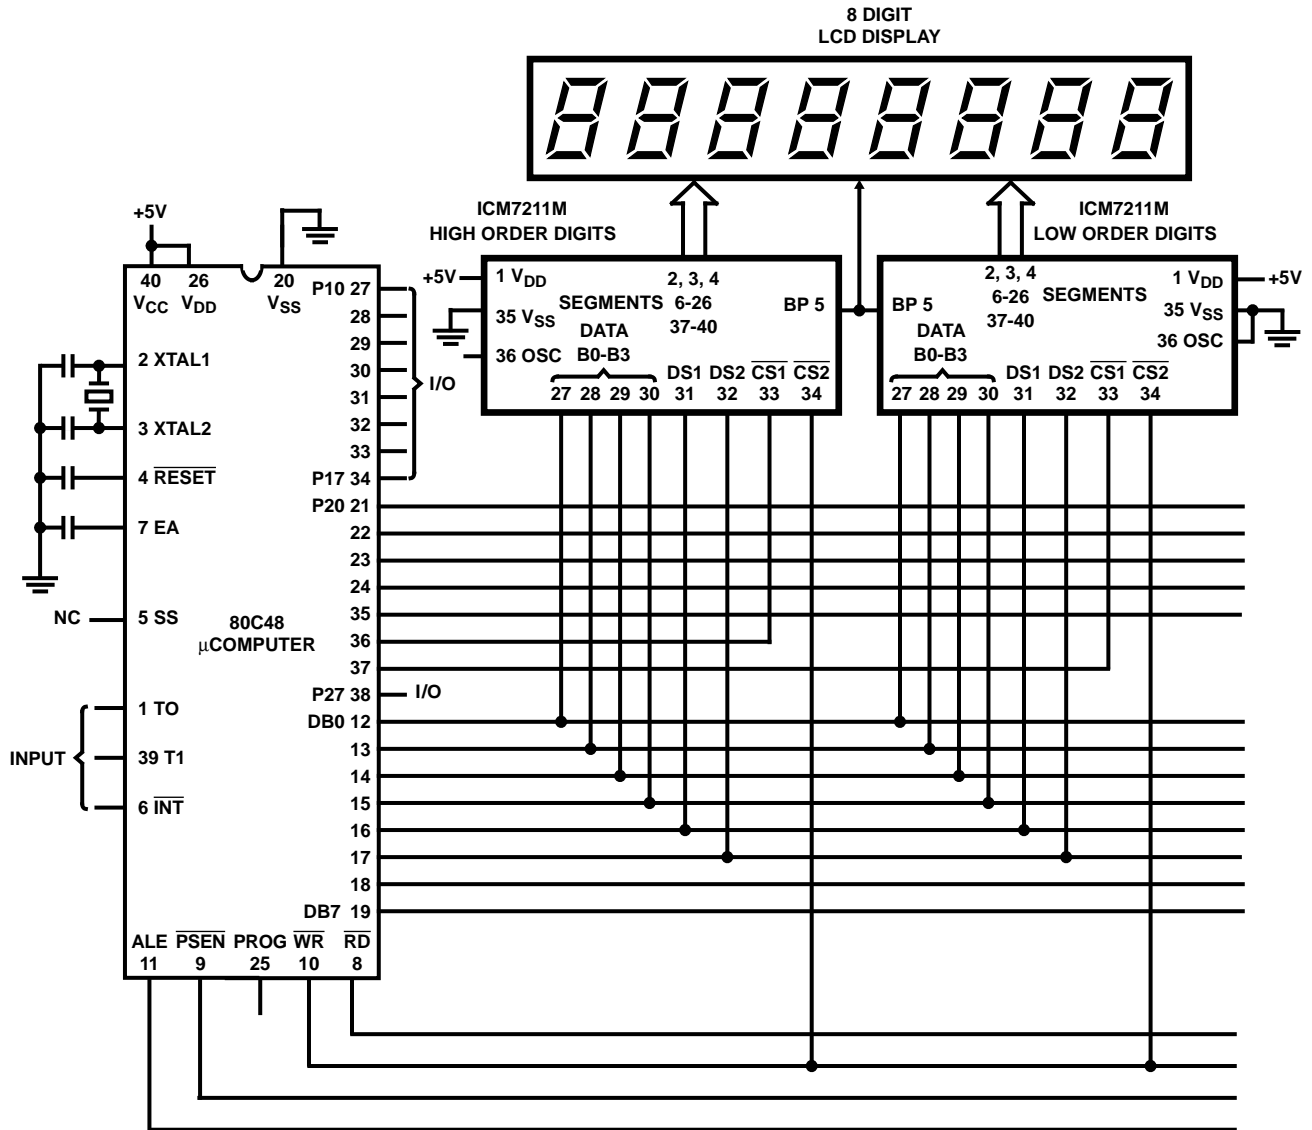 8 DIGIT
LCD DISPLAY
ICM7211M
HIGH ORDER DIGITS
ICM7211M
LOW ORDER DIGITS
+5V
40
VCC
26
VDD
20
VSS
2 XTAL1
3 XTAL2
4 RESET
7 EA
NC
5 SS
80C48
µCOMPUTER
INPUT
1 TO
39 T1
6 INT
P10 27
28
29
30
31
32
33
P17 34
I/O
P20 21
22
23
24
35
36
37
P27 38
I/O
DB0 12
13
14
15
16
17
18
DB7 19
ALE PSEN PROG WR RD
11 9 25 10 8
+5V
1 VDD
35 VSS
36 OSC
2, 3, 4
6-26
37-40
SEGMENTS
DATA
B0-B3
BP 5
DS1 DS2 CS1 CS2
27 28 29 30 31 32 33 34
BP 5
2, 3, 4
6-26
37-40
SEGMENTS
DATA
B0-B3
1 VDD
35 VSS
36 OSC
+5V
DS1 DS2 CS1 CS2
27 28 29 30 31 32 33 34